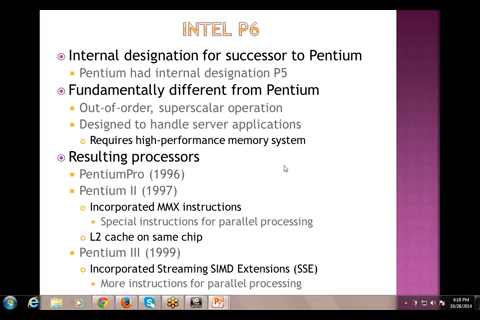 INTEL P6
Internal designation for successor to Pentium
Pentium had internal designation P5
Fundamentally different from Pentium
Out-of-order, superscalar operation
Designed to handle server applications
Requires high-performance memory system
Resulting processors
PentiumPro (1996)
Pentium II (1997)
Incorporated MMX instructions
Special instructions for parallel processing
L2 cache on same chip
Pentium III (1999)
Incorporated Streaming SIMD Extensions (SSE)
More instructions for parallel processing
4:18 PM
10/28/2014